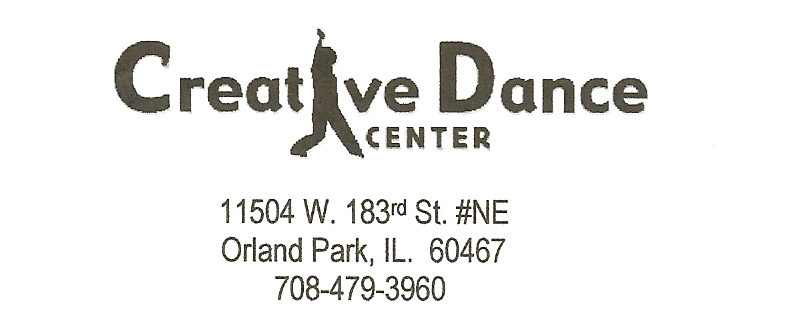 Creative Dance
CENTER
11504 W. 183rd St. #NE
Orland Park, IL. 60467
708-479-3960